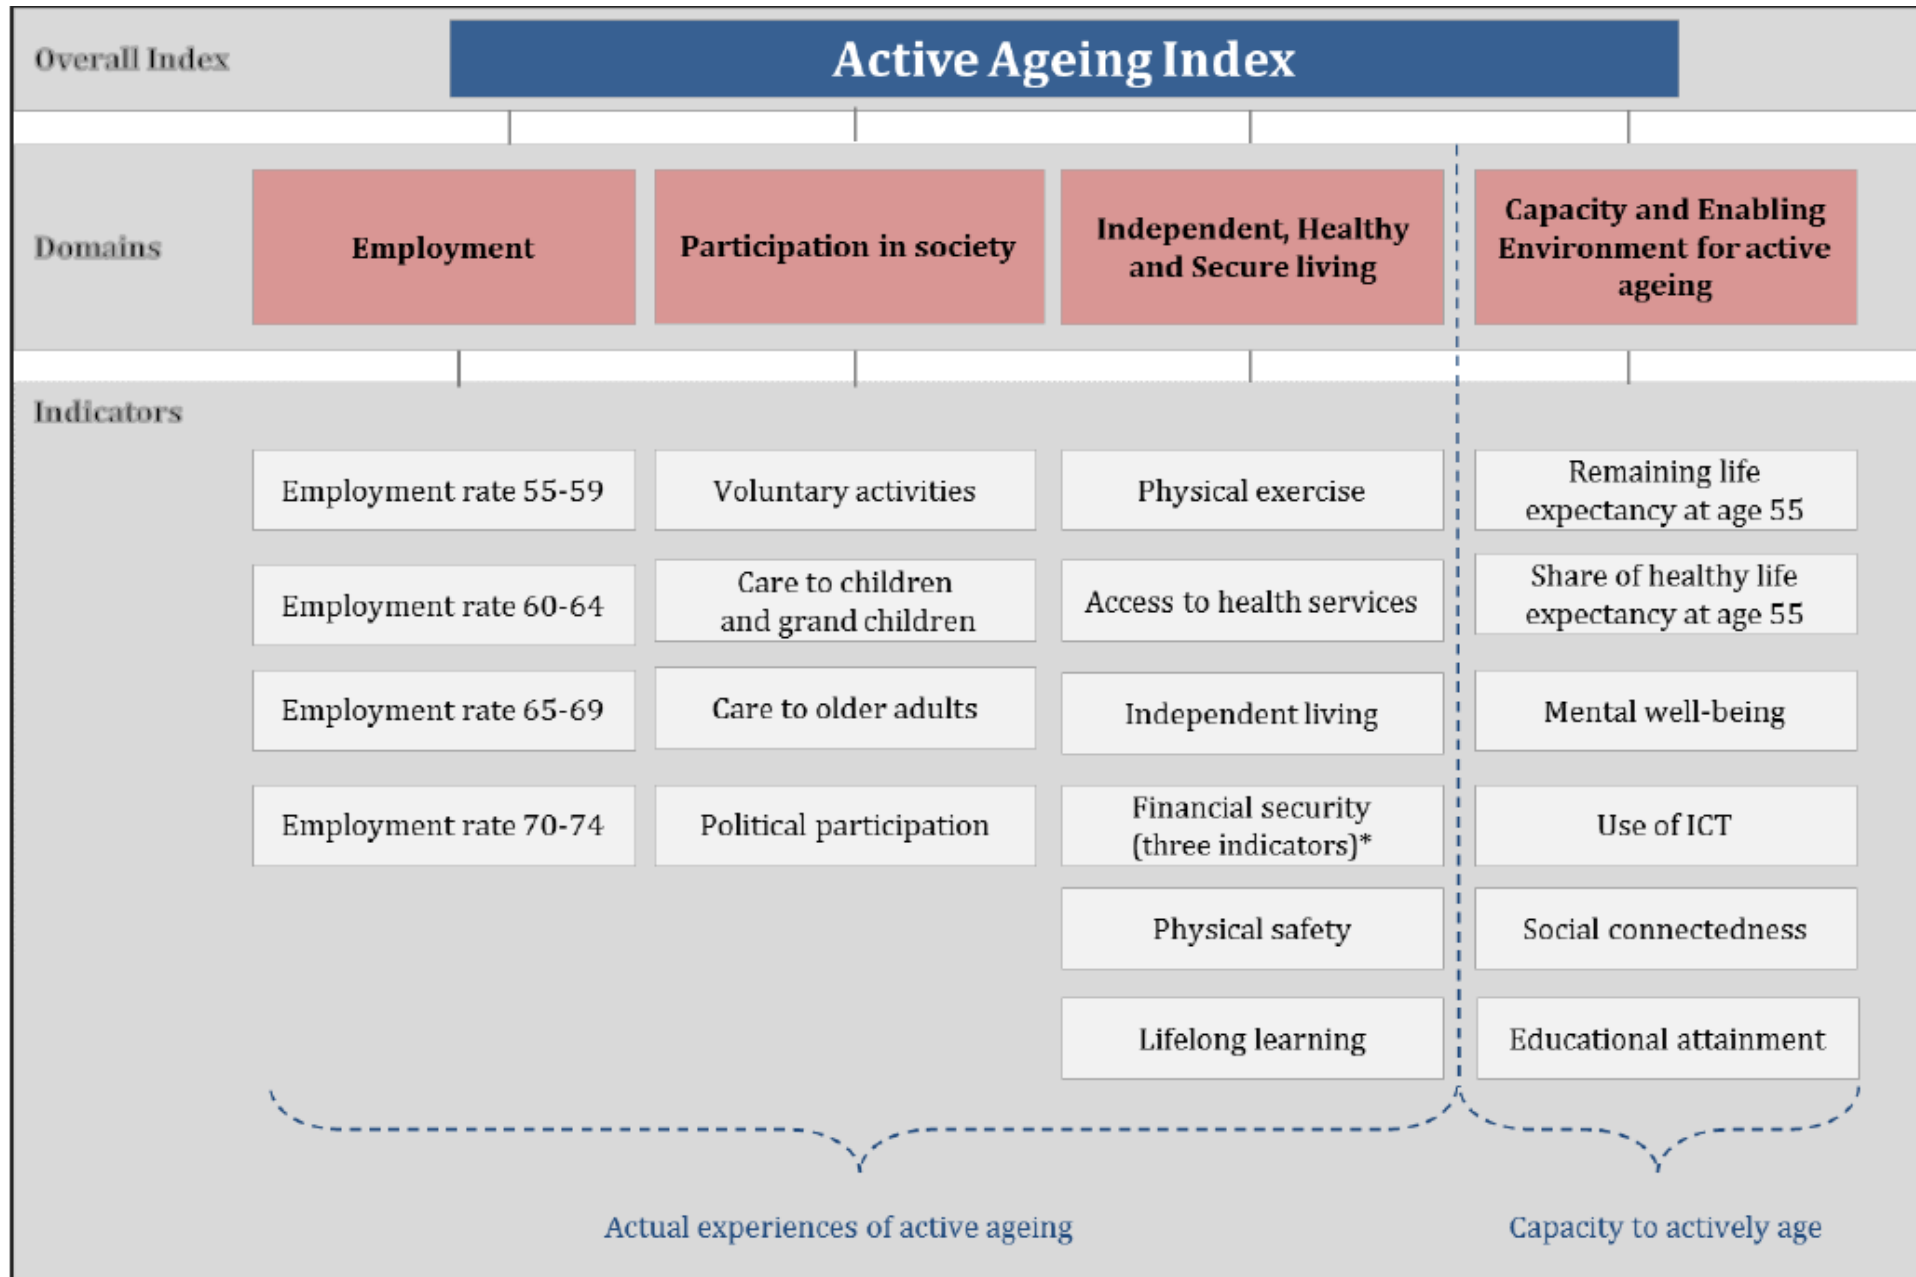 Overall Index
Active Ageing Index
Domains
Employment
Participation in society
Independent, Healthy
and Secure living
Capacity and Enabling
Environment for active
ageing
Indicators
Employment rate 55-59
Employment rate 60-64
Employment rate 65-69
Employment rate 70-74
Voluntary activities
Care to children
and grand children
Care to older adults
Political participation
Physical exercise
Access to health services
Independent living
Financial security
(three indicators)*
Physical safety
Lifelong learning
Remaining life
expectancy at age 55
Share of healthy life
expectancy at age 55
Mental well-being
Use of ICT
Social connectedness
Educational attainment
Actual experiences of active ageing
Capacity to actively age